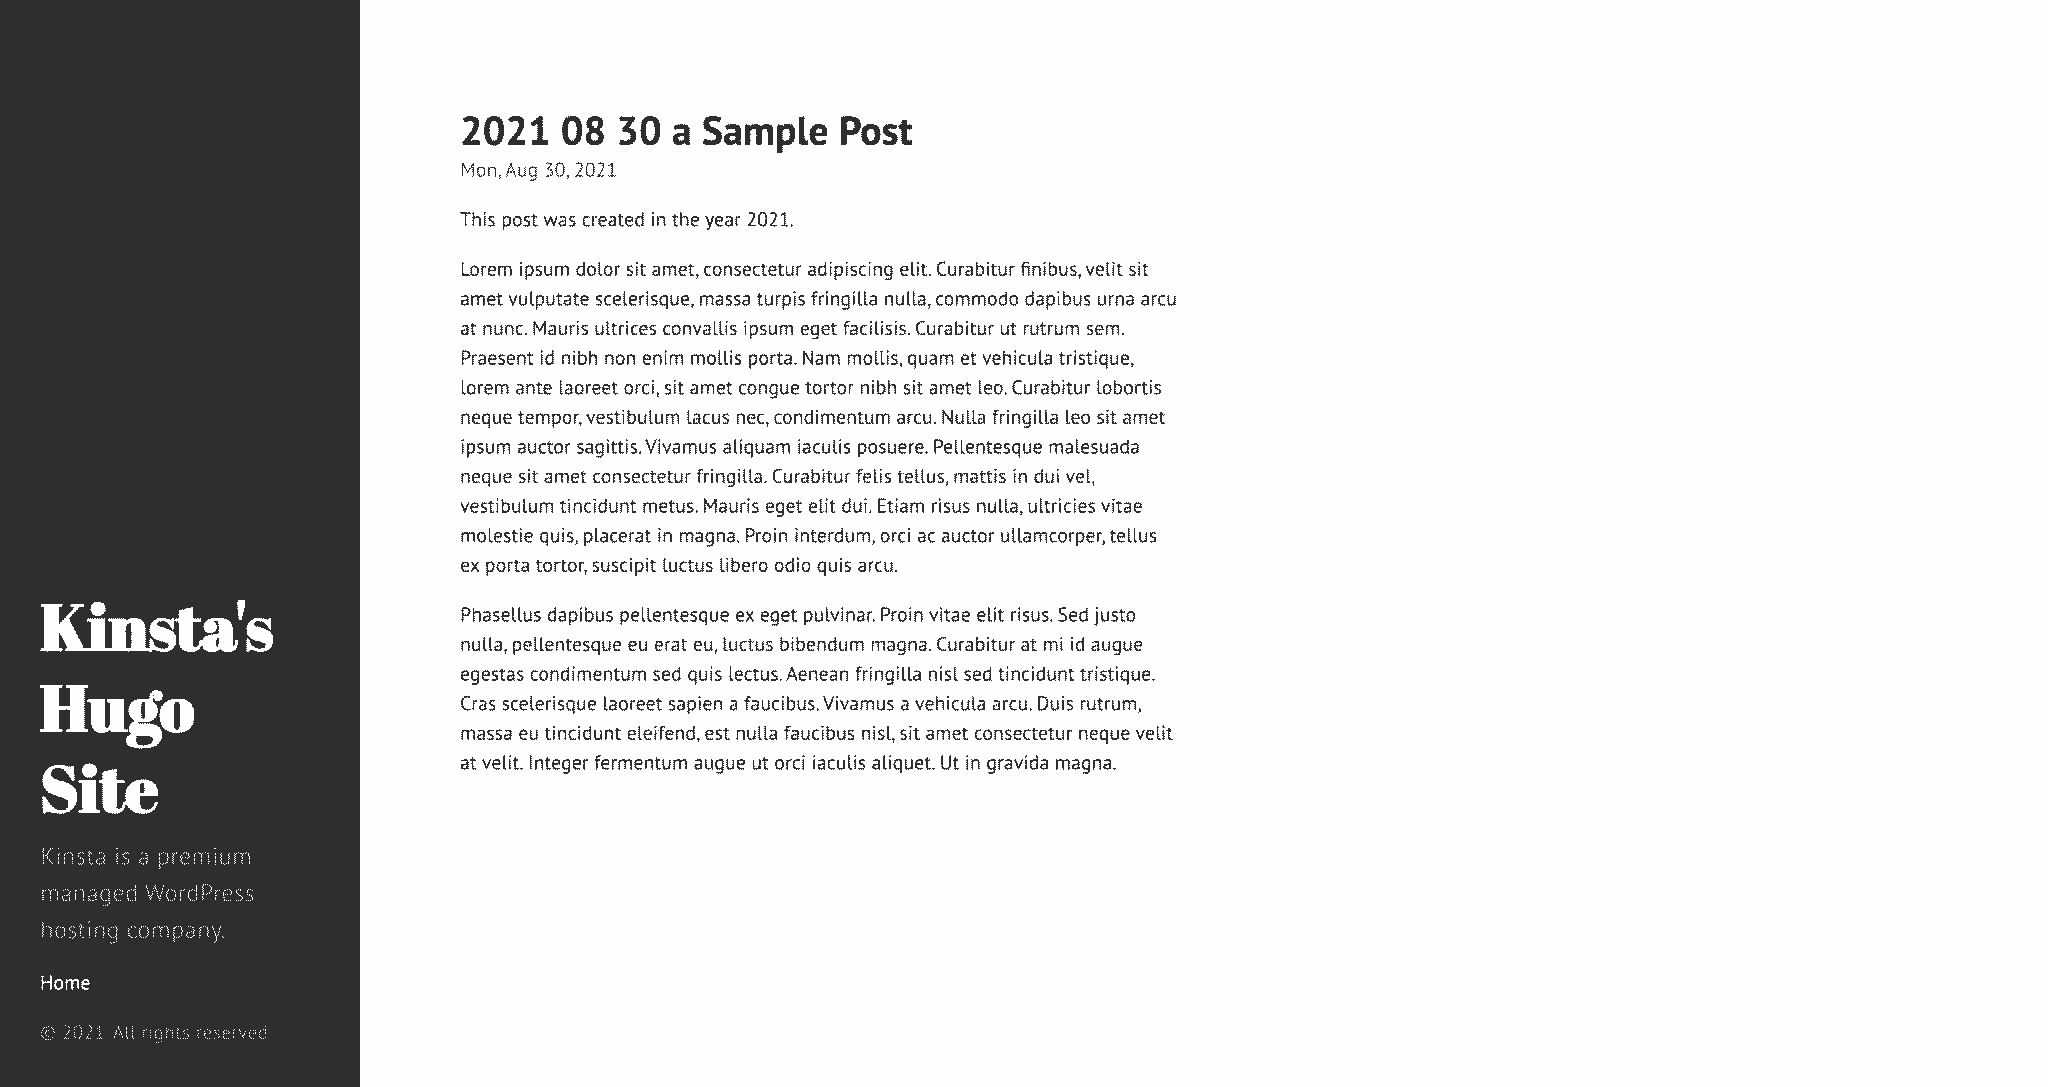 Kinsta's
Hugo
Site
Kinsta is a premium
managed WordPress
hosting company.
Home
© 2021. All rights reserved.
2021 08 30 a Sample Post
Mon, Aug 30, 2021
This post was created in the year 2021.
Lorem ipsum dolor sit amet, consectetur adipiscing elit. Curabitur finibus, velit sit
amet vulputate scelerisque, massa turpis fringilla nulla, commodo dapibus urna arcu
at nunc. Mauris ultrices convallis ipsum eget facilisis. Curabitur ut rutrum sem.
Praesent id nibh non enim mollis porta. Nam mollis, quam et vehicula tristique,
lorem ante laoreet orci, sit amet congue tortor nibh sit amet leo. Curabitur lobortis
neque tempor, vestibulum lacus nec, condimentum arcu. Nulla fringilla leo sit amet
ipsum auctor sagittis. Vivamus aliquam iaculis posuere. Pellentesque malesuada
neque sit amet consectetur fringilla. Curabitur felis tellus, mattis in dui vel,
vestibulum tincidunt metus. Mauris eget elit dui. Etiam risus nulla, ultricies vitae
molestie quis, placerat in magna. Proin interdum, orci ac auctor ullamcorper, tellus
ex porta tortor, suscipit luctus libero odio quis arcu.
Phasellus dapibus pellentesque ex eget pulvinar. Proin vitae elit risus. Sed justo
nulla, pellentesque eu erat eu, luctus bibendum magna. Curabitur at mi id augue
egestas condimentum sed quis lectus. Aenean fringilla nisl sed tincidunt tristique.
Cras scelerisque laoreet sapien a faucibus. Vivamus a vehicula arcu. Duis rutrum,
massa eu tincidunt eleifend, est nulla faucibus nisl, sit amet consectetur neque velit
at velit. Integer fermentum augue ut orci iaculis aliquet. Ut in gravida magna.